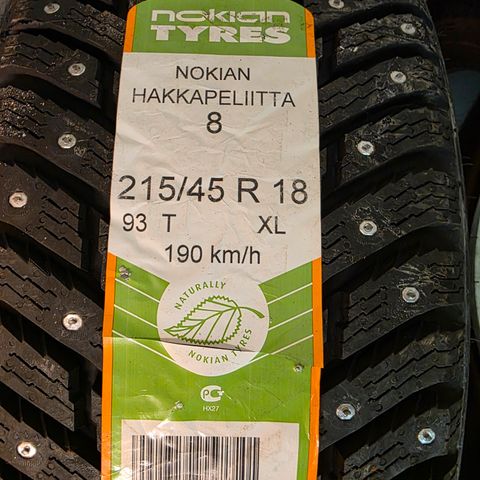 nokian
TYRES
NOKIAN
HAKKAPELIITTA
8
215/45 R 18
93 T XL
190 km/h
NATURALLY
NOKIAN TYRES
HX27